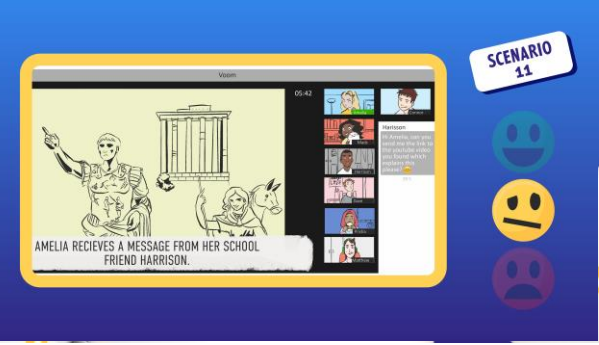 SCENARIO
11
Voom
05:42
Harisson
Hi Amelia, can you
send me the link to
the youtube video
you found which
explains this
please?
AMELIA RECIEVES A MESSAGE FROM HER SCHOOL
FRIEND HARRISON.